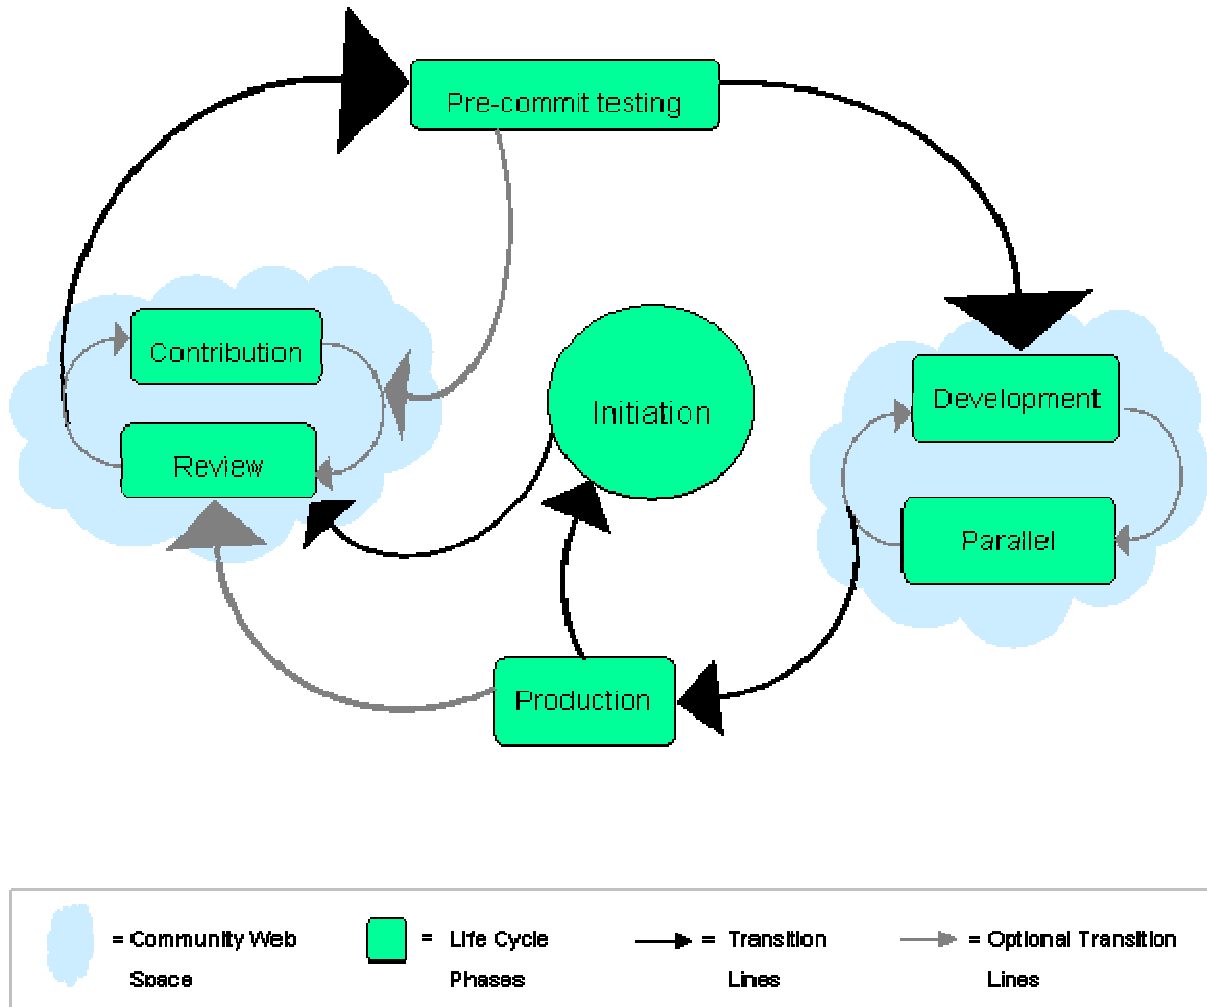 Pre-commit testing
Contribution
Initiation
Development
Review
Parallel
Production
= Community Web Space
= Life Cycle Phases
= Transition Lines
= Optional Transition Lines